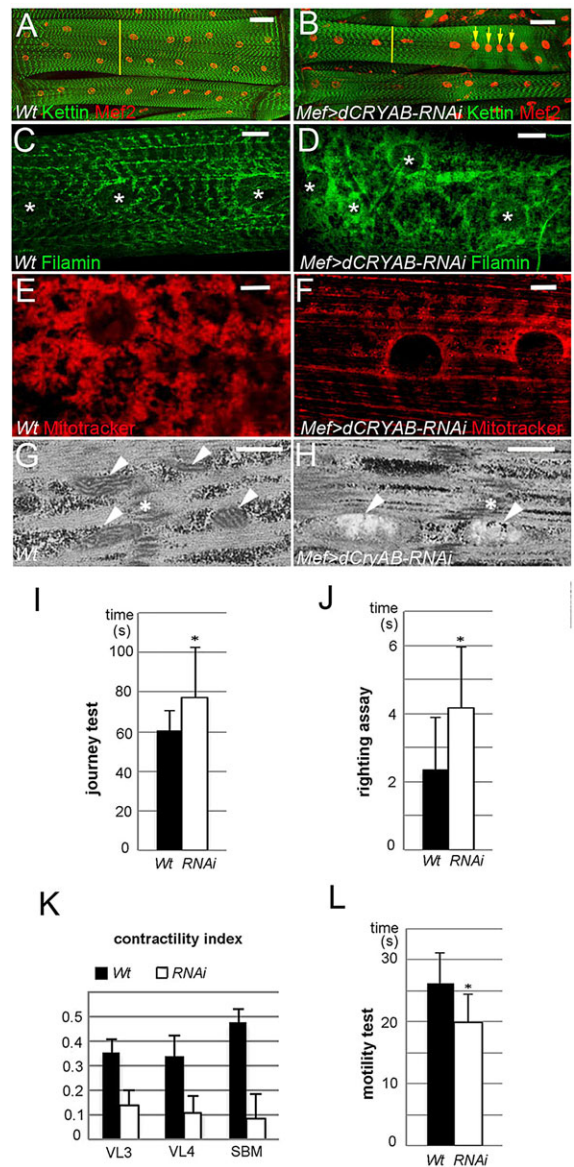 A
Wt Kettin Mef2
B
Mef>dCRYAB-RNAi Kettin Mef2
C
Wt Filamin
D
Mef>dCRYAB-RNAi Filamin
E
Wt Mitotracker
F
Mef>dCRYAB-RNAi Mitotracker
G
Wt
H
Mef>dCryAB-RNAi
I
time
(s)
100
80
60
40
20
0
journey test
*
Wt RNAi
J
time
(s)
6
4
2
0
righting assay
*
Wt RNAi
K
contractility index
Wt RNAi
0.5
0.4
0.3
0.2
0.1
0
VL3 VL4 SBM
L
time
(s)
30
20
10
0
motility test
*
Wt RNAi